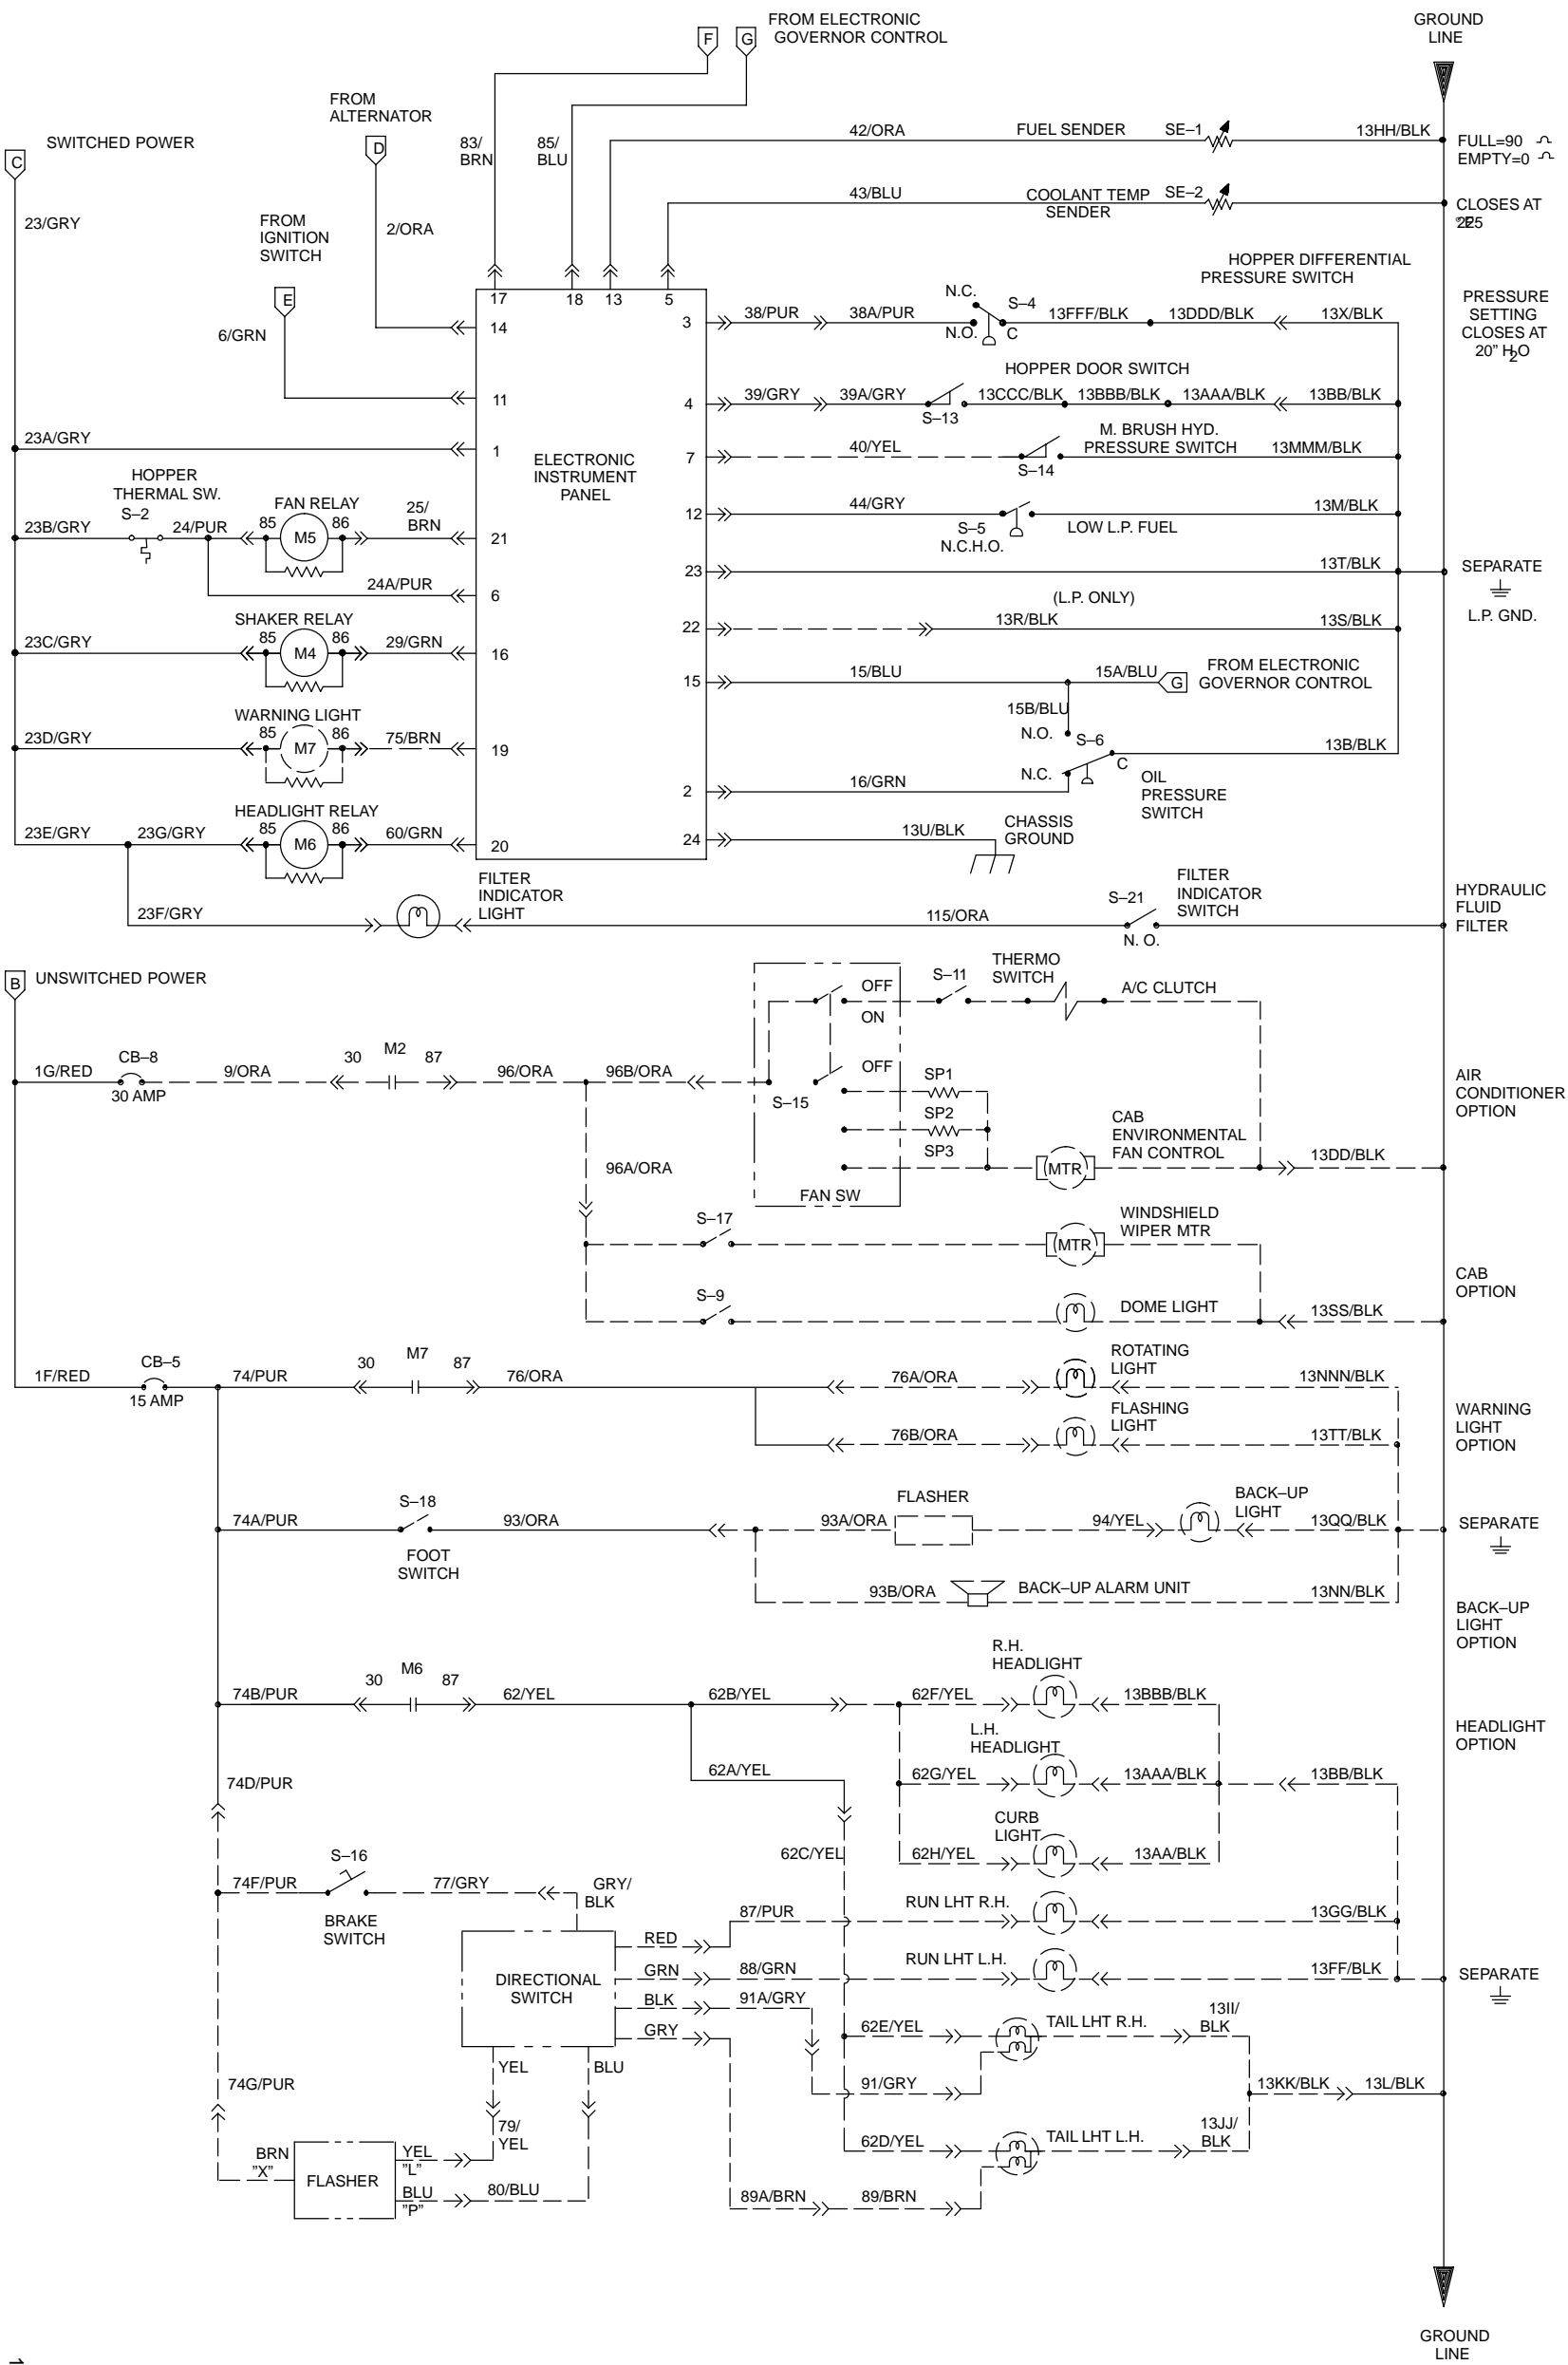 FROM ELECTRONIC
GOVERNOR CONTROL
F
G
GROUND
LINE
FROM
ALTERNATOR
D
SWITCHED POWER
C
83/
BRN
85/
BLU
42/ORA
FUEL SENDER
SE–1
13HH/BLK
FULL=90
EMPTY=0
43/BLU
COOLANT TEMP
SENDER
SE–2
CLOSES AT
23/GRY
FROM
IGNITION
SWITCH
2/ORA
E
6/GRN
HOPPER DIFFERENTIAL
PRESSURE SWITCH
PRESSURE
SETTING
CLOSES AT
20" H2O
17
18
13
5
14
3
38/PUR
38A/PUR
N.C.
N.O.
S–4
C
13FFF/BLK
13DDD/BLK
13X/BLK
HOPPER DOOR SWITCH
11
4
39/GRY
39A/GRY
S–13
13CCC/BLK
13BBB/BLK
13AAA/BLK
13BB/BLK
23A/GRY
1
ELECTRONIC
INSTRUMENT
PANEL
7
40/YEL
S–14
M. BRUSH HYD.
PRESSURE SWITCH
13MMM/BLK
HOPPER
THERMAL SW.
S–2
FAN RELAY
23B/GRY
24/PUR
85
M5
86
25/
BRN
21
12
44/GRY
S–5
N.C.H.O.
LOW L.P. FUEL
13M/BLK
24A/PUR
6
23
13T/BLK
SEPARATE
L.P. GND.
SHAKER RELAY
23C/GRY
85
M4
86
29/GRN
16
22
(L.P. ONLY)
13R/BLK
13S/BLK
15
15/BLU
15A/BLU
G
FROM ELECTRONIC
GOVERNOR CONTROL
WARNING LIGHT
23D/GRY
85
M7
86
75/BRN
19
15B/BLU
N.O.
S–6
N.C.
C
13B/BLK
2
16/GRN
OIL
PRESSURE
SWITCH
HEADLIGHT RELAY
23E/GRY
23G/GRY
85
M6
86
60/GRN
20
24
13U/BLK
CHASSIS
GROUND
23F/GRY
FILTER
INDICATOR
LIGHT
115/ORA
S–21
N. O.
FILTER
INDICATOR
SWITCH
HYDRAULIC
FLUID
FILTER
B
UNSWITCHED POWER
OFF
ON
S–11
THERMO
SWITCH
A/C CLUTCH
1G/RED
CB–8
30 AMP
9/ORA
30
M2
87
96/ORA
96B/ORA
S–15
OFF
SP1
SP2
SP3
AIR
CONDITIONER
OPTION
96A/ORA
FAN SW
MTR
CAB
ENVIRONMENTAL
FAN CONTROL
13DD/BLK
S–17
MTR
WINDSHIELD
WIPER MTR
CAB
OPTION
S–9
DOME LIGHT
13SS/BLK
1F/RED
CB–5
15 AMP
74/PUR
30
M7
87
76/ORA
76A/ORA
ROTATING
LIGHT
13NNN/BLK
76B/ORA
FLASHING
LIGHT
13TT/BLK
WARNING
LIGHT
OPTION
74A/PUR
S–18
FOOT
SWITCH
93/ORA
93A/ORA
FLASHER
94/YEL
BACK–UP
LIGHT
13QQ/BLK
SEPARATE
93B/ORA
BACK–UP ALARM UNIT
13NN/BLK
BACK–UP
LIGHT
OPTION
74B/PUR
30
M6
87
62/YEL
62B/YEL
62F/YEL
R.H.
HEADLIGHT
13BBB/BLK
HEADLIGHT
OPTION
74D/PUR
62A/YEL
L.H.
HEADLIGHT
62G/YEL
13AAA/BLK
13BB/BLK
62C/YEL
CURB
LIGHT
62H/YEL
13AA/BLK
74F/PUR
S–16
BRAKE
SWITCH
77/GRY
GRY/
BLK
87/PUR
RUN LHT R.H.
13GG/BLK
DIRECTIONAL
SWITCH
RED
GRN
BLK
GRY
YEL
BLU
88/GRN
RUN LHT L.H.
13FF/BLK
SEPARATE
91A/GRY
62E/YEL
TAIL LHT R.H.
13II/
BLK
91/GRY
13KK/BLK
13L/BLK
74G/PUR
79/
YEL
62D/YEL
TAIL LHT L.H.
13JJ/
BLK
BRN
"X"
FLASHER
YEL
"L"
BLU
"P"
80/BLU
89A/BRN
89/BRN
GROUND
LINE
1